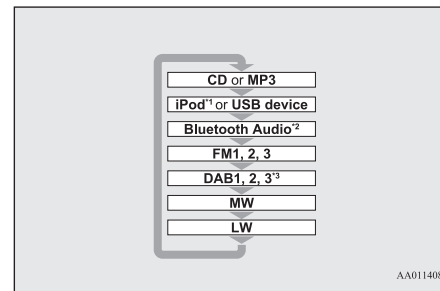 CD or MP3
iPod*1 or USB device
Bluetooth Audio*2
FM1, 2, 3
DAB1, 2, 3*3
MW
LW
AA011408